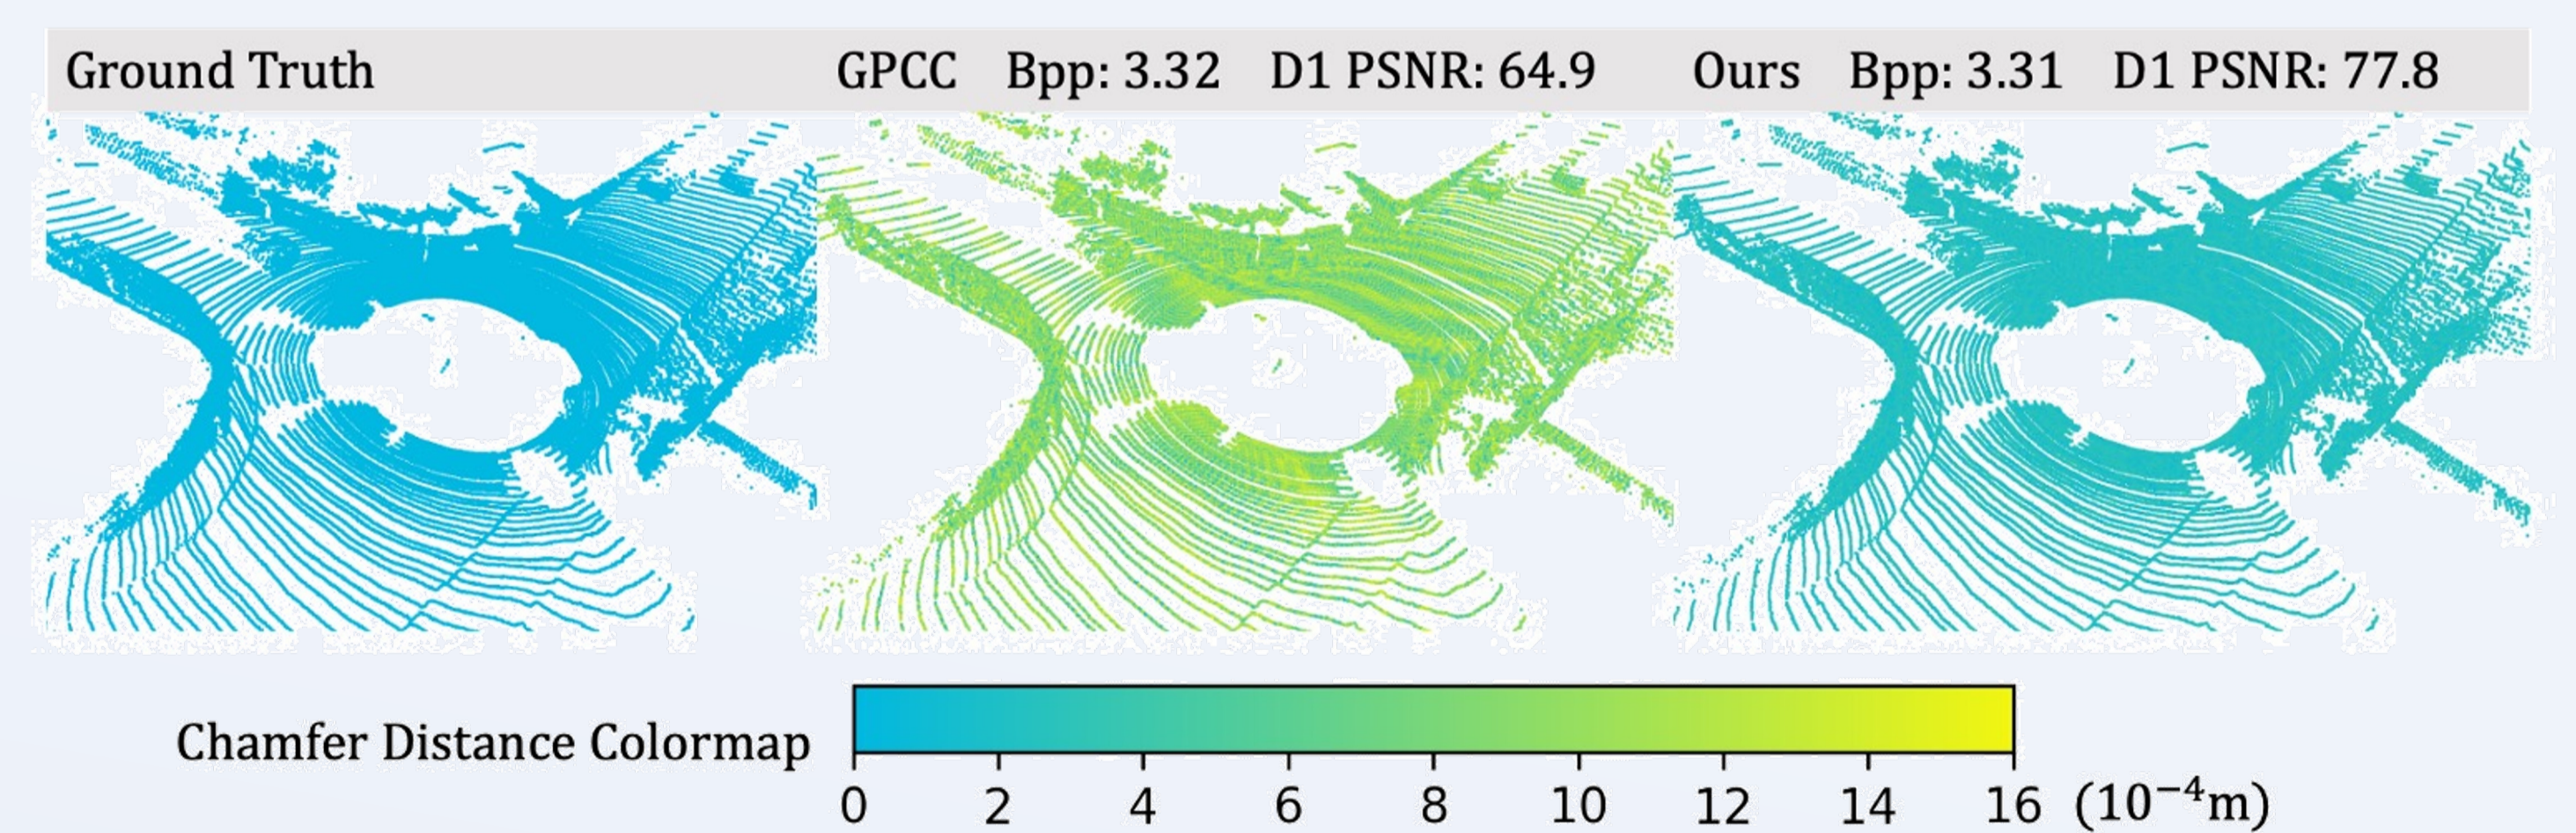 Ground Truth GPCC Bpp: 3.32 D1 PSNR: 64.9 Ours Bpp: 3.31 D1 PSNR: 77.8
Chamfer Distance Colormap
0 2 4 6 8 10 12 14 16 (10⁻⁴m)